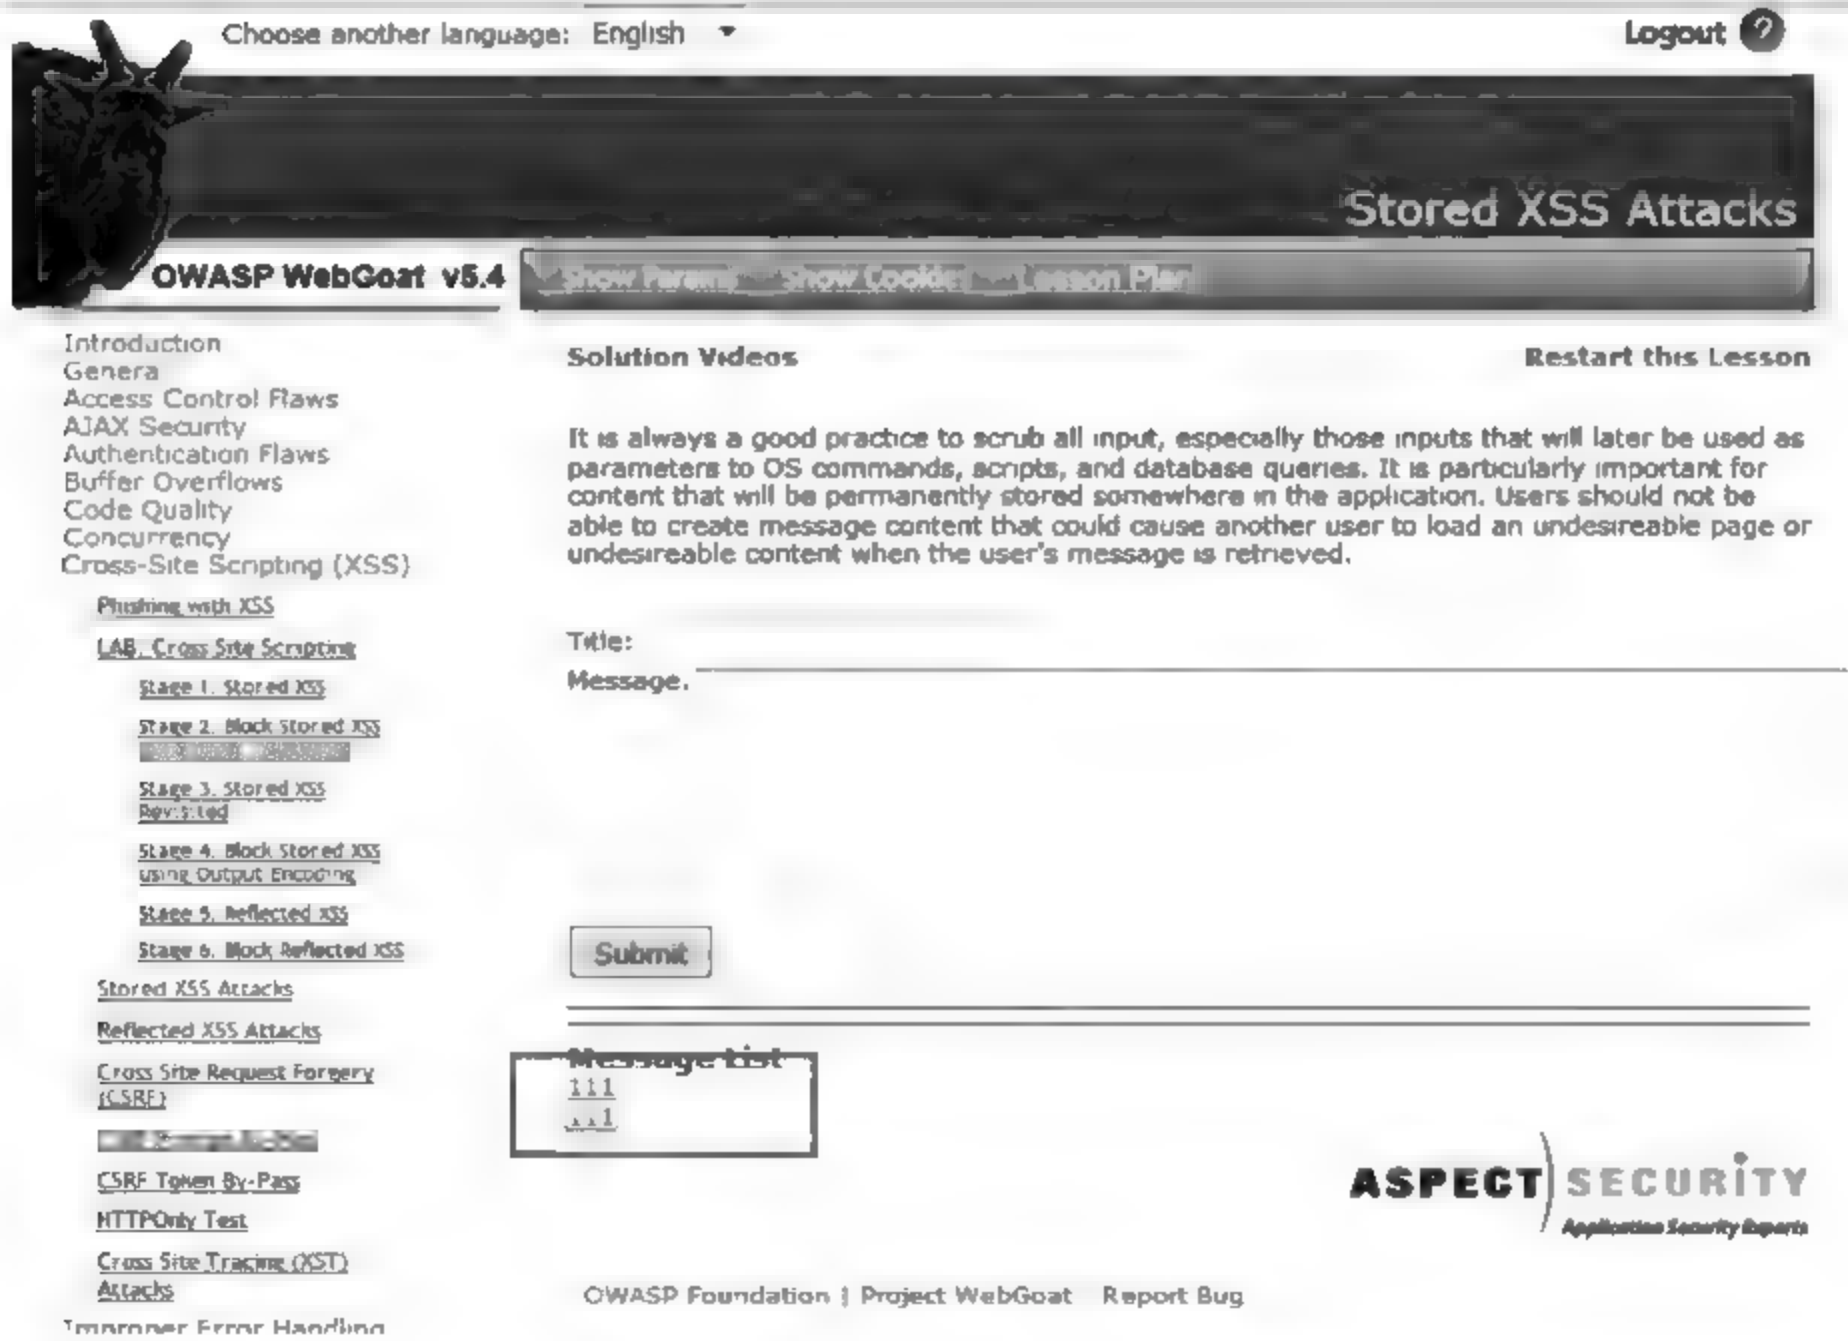 Choose another language: English
Logout ?
Stored XSS Attacks
OWASP WebGoat v5.4
Show Params Show Cookies Lesson Plan
Introduction
Genera
Access Control Flaws
AJAX Security
Authentication Flaws
Buffer Overflows
Code Quality
Concurrency
Cross-Site Scripting (XSS)
Phishing with XSS
LAB. Cross Site Scripting
Stage 1. Stored XSS
Stage 2. Block Stored XSS
Stage 3. Stored XSS
Revisited
Stage 4. Block Stored XSS
using Output Encoding
Stage 5. Reflected XSS
Stage 6. Block Reflected XSS
Stored XSS Attacks
Reflected XSS Attacks
Cross Site Request Forgery
(CSRF)
CSRF Token By-Pass
HTTPOnly Test
Cross Site Tracing (XST)
Attacks
Improper Error Handling
Solution Videos
Restart this Lesson
It is always a good practice to scrub all input, especially those inputs that will later be used as
parameters to OS commands, scripts, and database queries. It is particularly important for
content that will be permanently stored somewhere in the application. Users should not be
able to create message content that could cause another user to load an undesireable page or
undesireable content when the user's message is retrieved.
Title:
Message.
Submit
Message List
111
ASPECT SECURITY
Application Security Experts
OWASP Foundation | Project WebGoat Report Bug